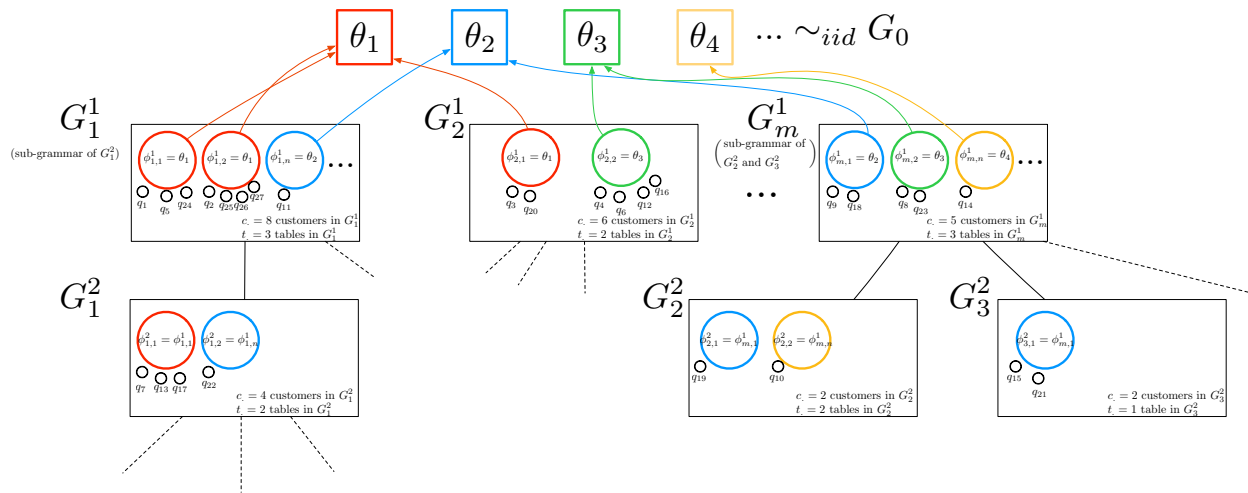 θ₁ θ₂ θ₃ θ₄ ... ∼ᵢᵢd G₀
G₁¹
(sub-grammar of G₁²)
ϕ¹₁,₁ = θ₁ ϕ¹₁,₂ = θ₁ ϕ¹₁,ₙ = θ₂ ...
q₁ q₅ q₂₄ q₂ q₂₅ q₂₆ q₂₇ q₁₁
c. = 8 customers in G₁¹
t. = 3 tables in G₁¹
G₂¹
ϕ¹₂,₁ = θ₁ ϕ¹₂,₂ = θ₃
q₃ q₂₀ q₄ q₆ q₁₂ q₁₆
c. = 6 customers in G₂¹
t. = 2 tables in G₂¹
Gₘ¹
(sub-grammar of
G₂² and G₃²)
...
ϕ¹ₘ,₁ = θ₂ ϕ¹ₘ,₂ = θ₃ ϕ¹ₘ,ₙ = θ₄ ...
q₉ q₁₈ q₈ q₂₃ q₁₄
c. = 5 customers in Gₘ¹
t. = 3 tables in Gₘ¹
G₁²
ϕ²₁,₁ = ϕ¹₁,₁ ϕ²₁,₂ = ϕ¹₁,ₙ
q₇ q₁₃ q₁₇ q₂₂
c. = 4 customers in G₁²
t. = 2 tables in G₁²
G₂²
ϕ²₂,₁ = ϕ¹ₘ,₁ ϕ²₂,₂ = ϕ¹ₘ,ₙ
q₁₉ q₁₀
c. = 2 customers in G₂²
t. = 2 tables in G₂²
G₃²
ϕ²₃,₁ = ϕ¹ₘ,₁
q₁₅ q₂₁
c. = 2 customers in G₃²
t. = 1 table in G₃²